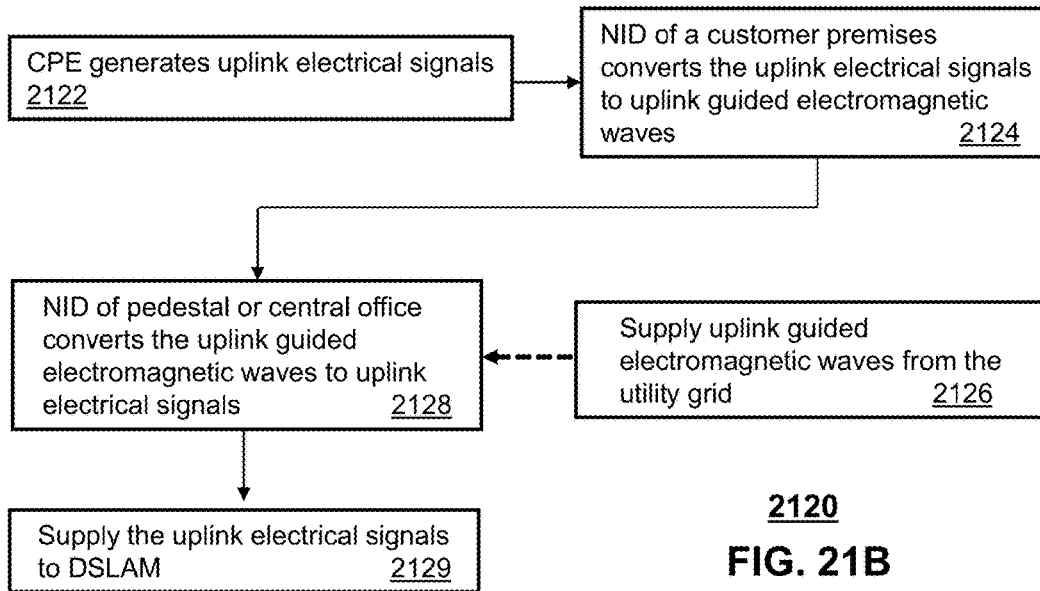 CPE generates uplink electrical signals
2122
NID of a customer premises
converts the uplink electrical signals
to uplink guided electromagnetic
waves 2124
NID of pedestal or central office
converts the uplink guided
electromagnetic waves to uplink
electrical signals 2128
Supply uplink guided
electromagnetic waves from the
utility grid 2126
Supply the uplink electrical signals
to DSLAM 2129
2120
FIG. 21B